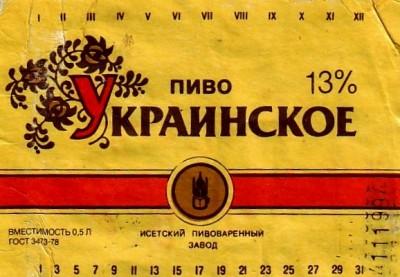 I II III IV V VI VII VIII IX X XI XII
ПИВО 13%
УКРАИНСКОЕ
ВМЕСТИМОСТЬ 0,5 Л
ГОСТ 3473-78
ИСЕТСКИЙ ПИВОВАРЕННЫЙ
ЗАВОД
1 3 5 7 9 11 13 15 17 19 21 23 25 27 29 31